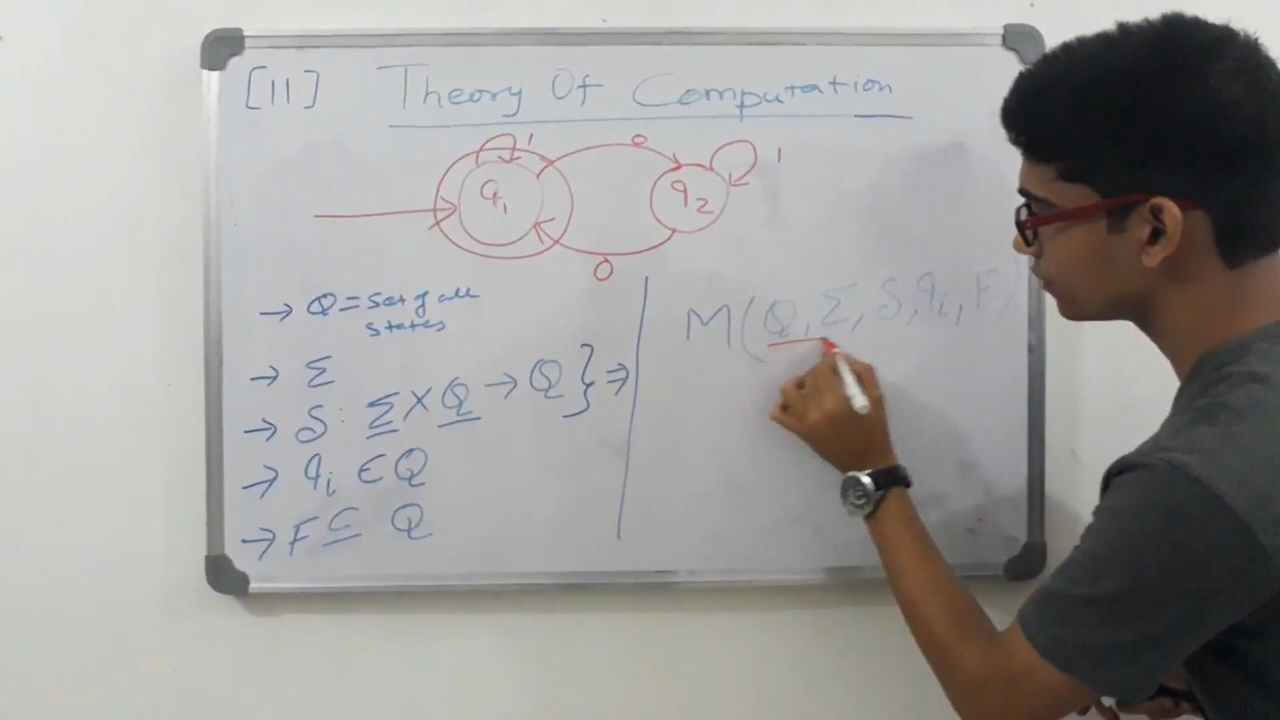 [11] Theory Of Computation
1 0 1
q₁ q₂
0
→ Q = Set of all
states
→ Σ
→ δ: Σ × Q → Q } ⇒
→ qᵢ ∈ Q
→ F ⊆ Q
M(Q, Σ, δ, qᵢ, F)